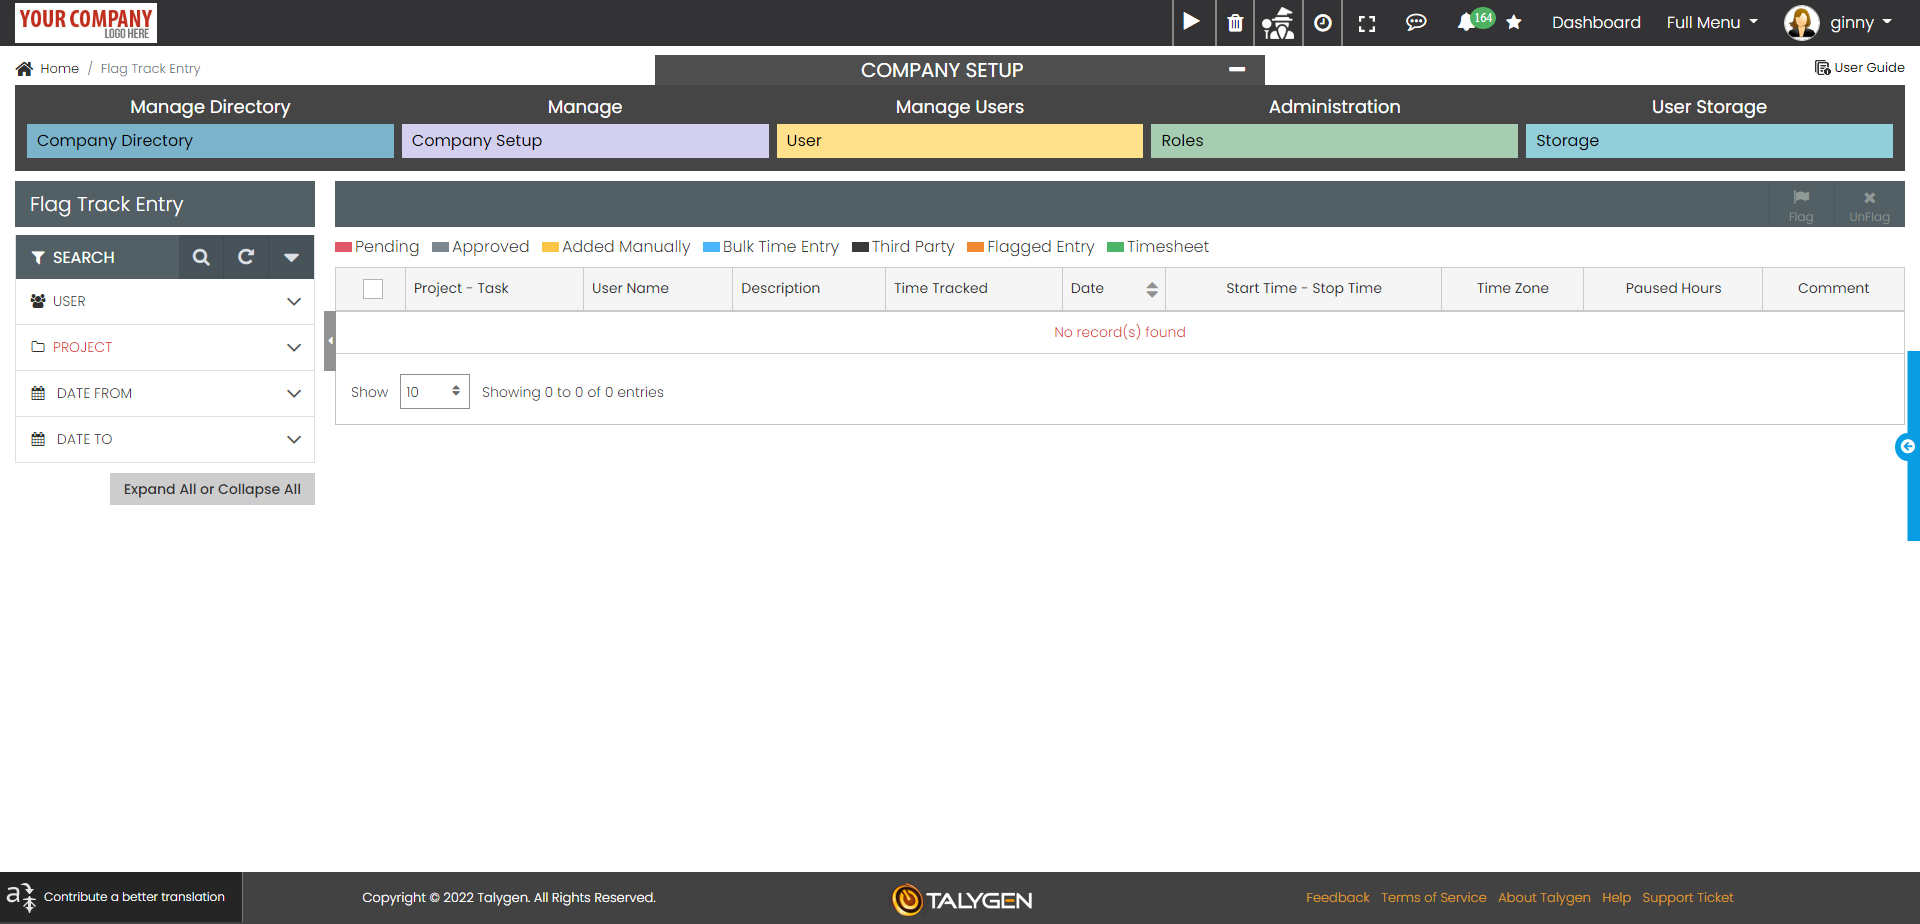 YOUR COMPANY
LOGO HERE
164
Dashboard
Full Menu
ginny
Home / Flag Track Entry
COMPANY SETUP
User Guide
Manage Directory
Manage
Manage Users
Administration
User Storage
Company Directory
Company Setup
User
Roles
Storage
Flag Track Entry
Flag
UnFlag
SEARCH
USER
PROJECT
DATE FROM
DATE TO
Expand All or Collapse All
Pending Approved Added Manually Bulk Time Entry Third Party Flagged Entry Timesheet
Project - Task User Name Description Time Tracked Date Start Time - Stop Time Time Zone Paused Hours Comment
No record(s) found
Show 10 Showing 0 to 0 of 0 entries
Contribute a better translation
Copyright © 2022 Talygen. All Rights Reserved.
TALYGEN
Feedback Terms of Service About Talygen Help Support Ticket